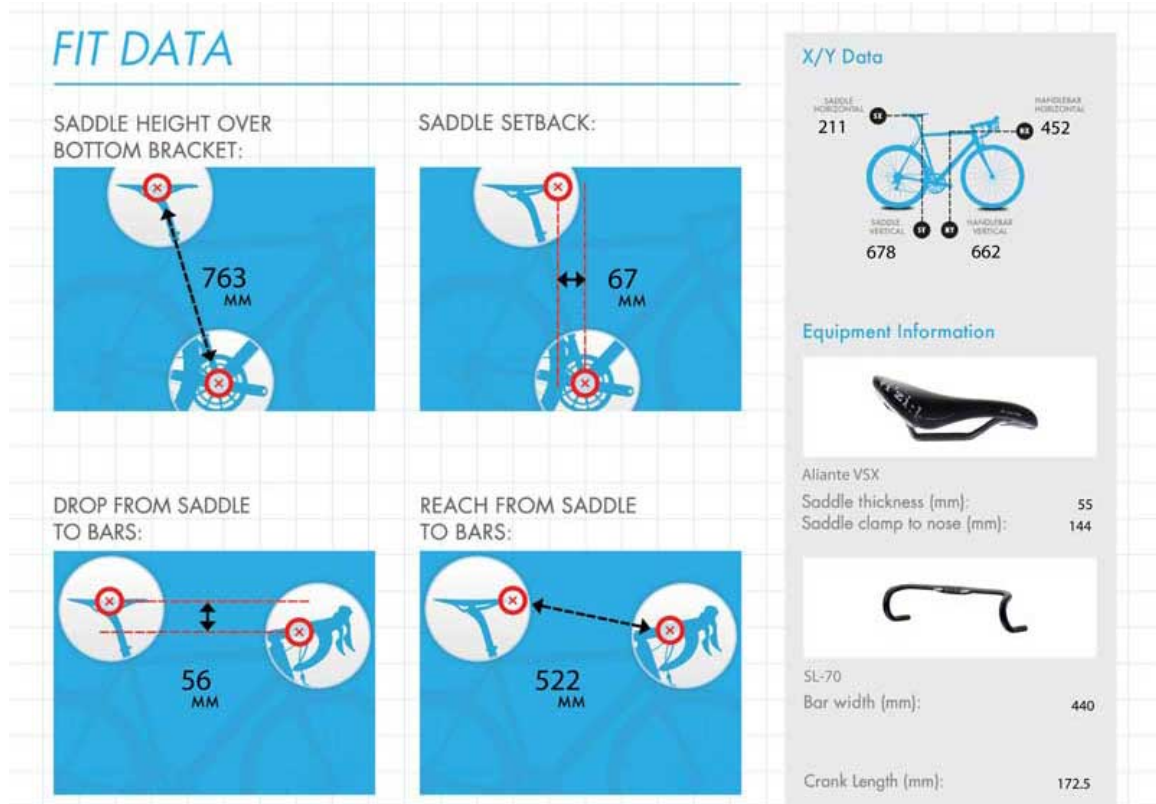 FIT DATA
SADDLE HEIGHT OVER
BOTTOM BRACKET:
763
MM
SADDLE SETBACK:
67
MM
DROP FROM SADDLE
TO BARS:
56
MM
REACH FROM SADDLE
TO BARS:
522
MM
X/Y Data
SADDLE
HORIZONTAL
211
SX
HANDLEBAR
HORIZONTAL
HX
452
SADDLE
VERTICAL
678
SY
HY
HANDLEBAR
VERTICAL
662
Equipment Information
fi'zi:k
Aliante VSX
Saddle thickness (mm): 55
Saddle clamp to nose (mm): 144
SL-70
Bar width (mm): 440
Crank Length (mm): 172.5